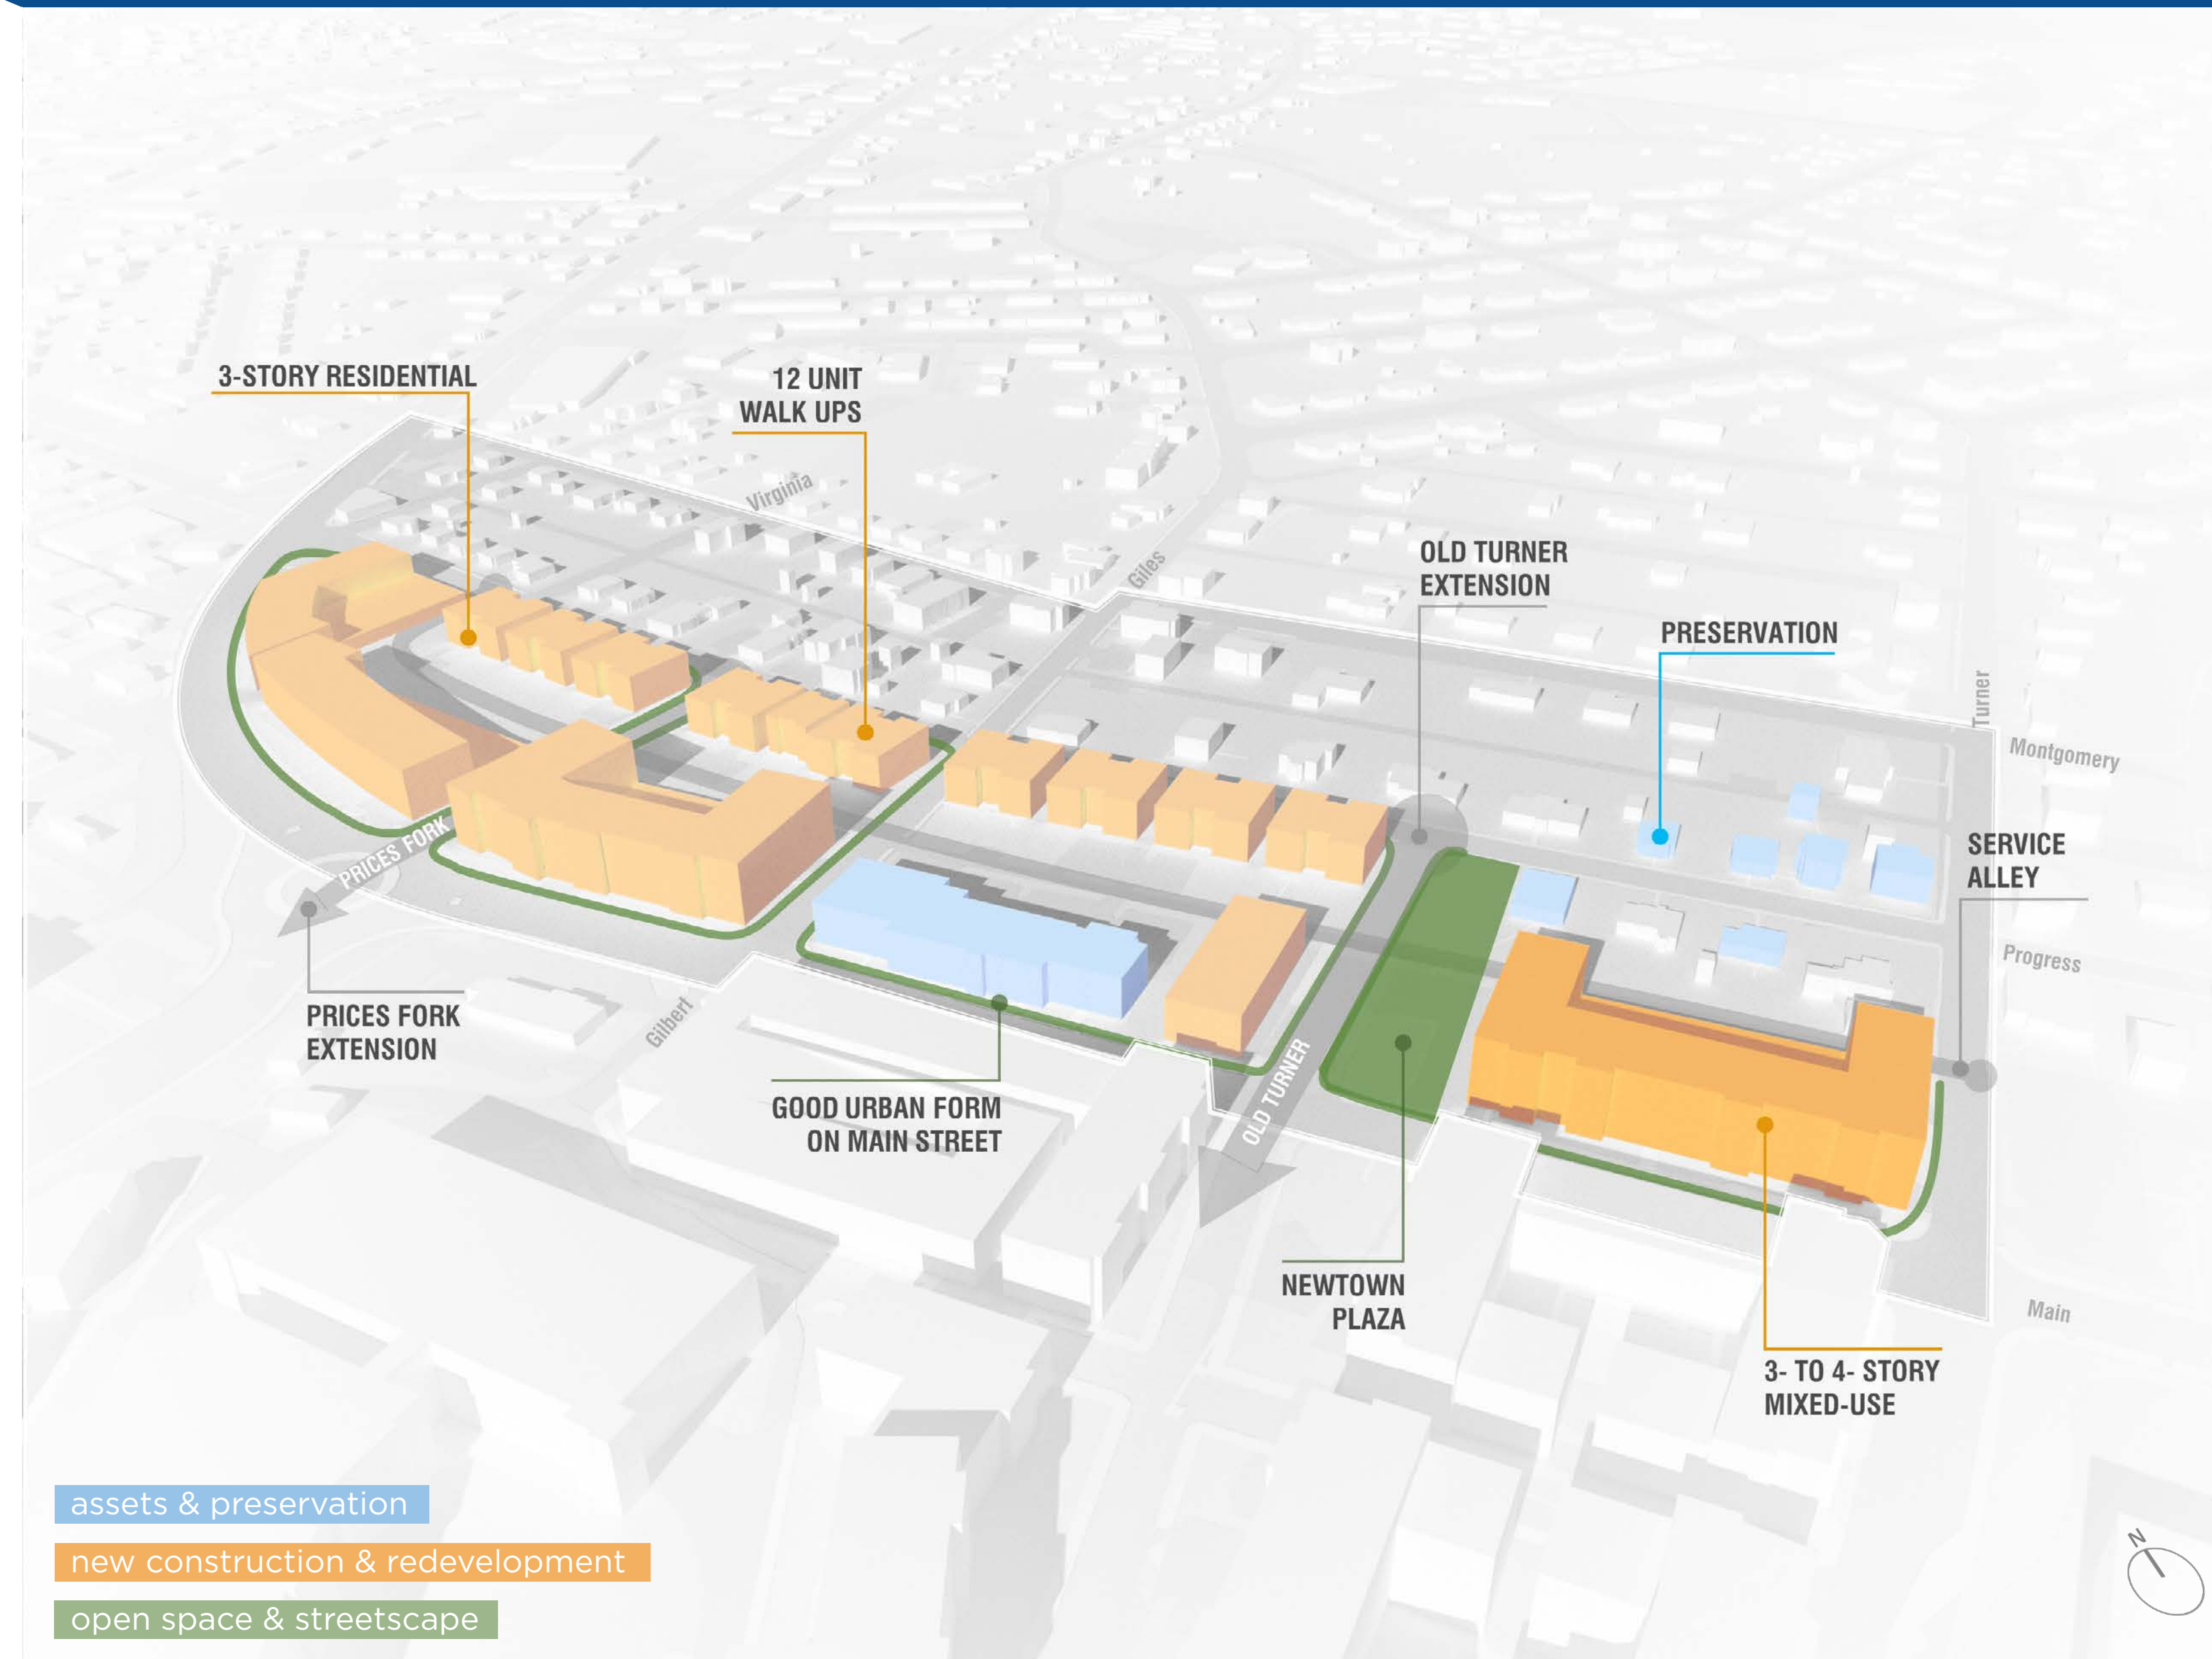 3-STORY RESIDENTIAL
12 UNIT
WALK UPS
Virginia
Giles
OLD TURNER
EXTENSION
PRESERVATION
Turner
Montgomery
SERVICE
ALLEY
PRICES FORK
Progress
PRICES FORK
EXTENSION
Gilbert
GOOD URBAN FORM
ON MAIN STREET
OLD TURNER
NEWTOWN
PLAZA
Main
3- TO 4- STORY
MIXED-USE
assets & preservation
new construction & redevelopment
open space & streetscape
N